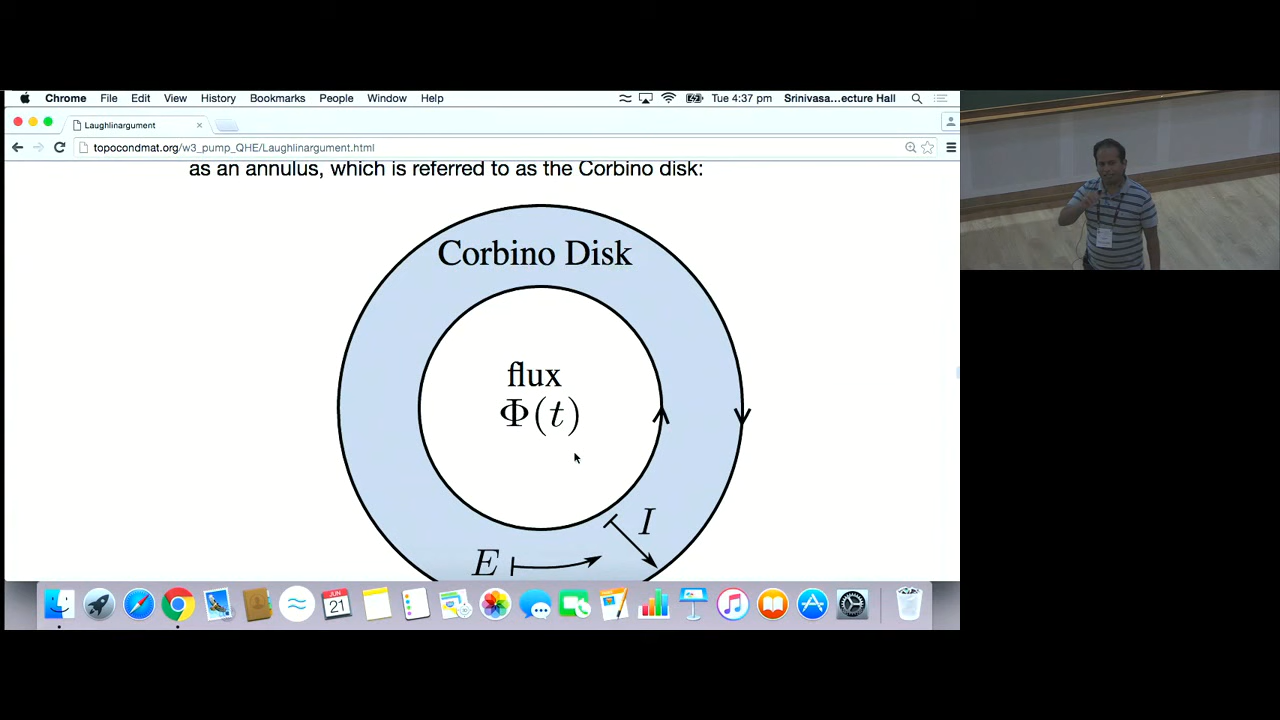 Chrome File Edit View History Bookmarks People Window Help Tue 4:37 pm Srinivasa...ecture Hall
Laughlinargument
topocondmat.org/w3_pump_QHE/Laughlinargument.html
as an annulus, which is referred to as the Corbino disk:
Corbino Disk
flux
Φ(t)
I
E
JUN
21